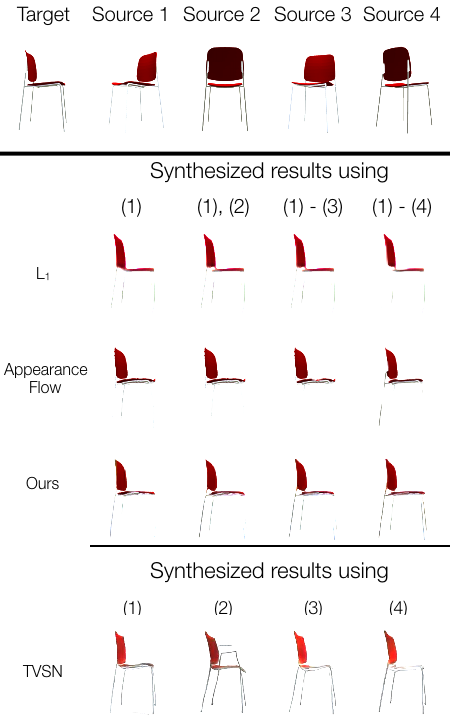 Target Source 1 Source 2 Source 3 Source 4
Synthesized results using
(1) (1), (2) (1) - (3) (1) - (4)
L₁
Appearance
Flow
Ours
Synthesized results using
(1) (2) (3) (4)
TVSN